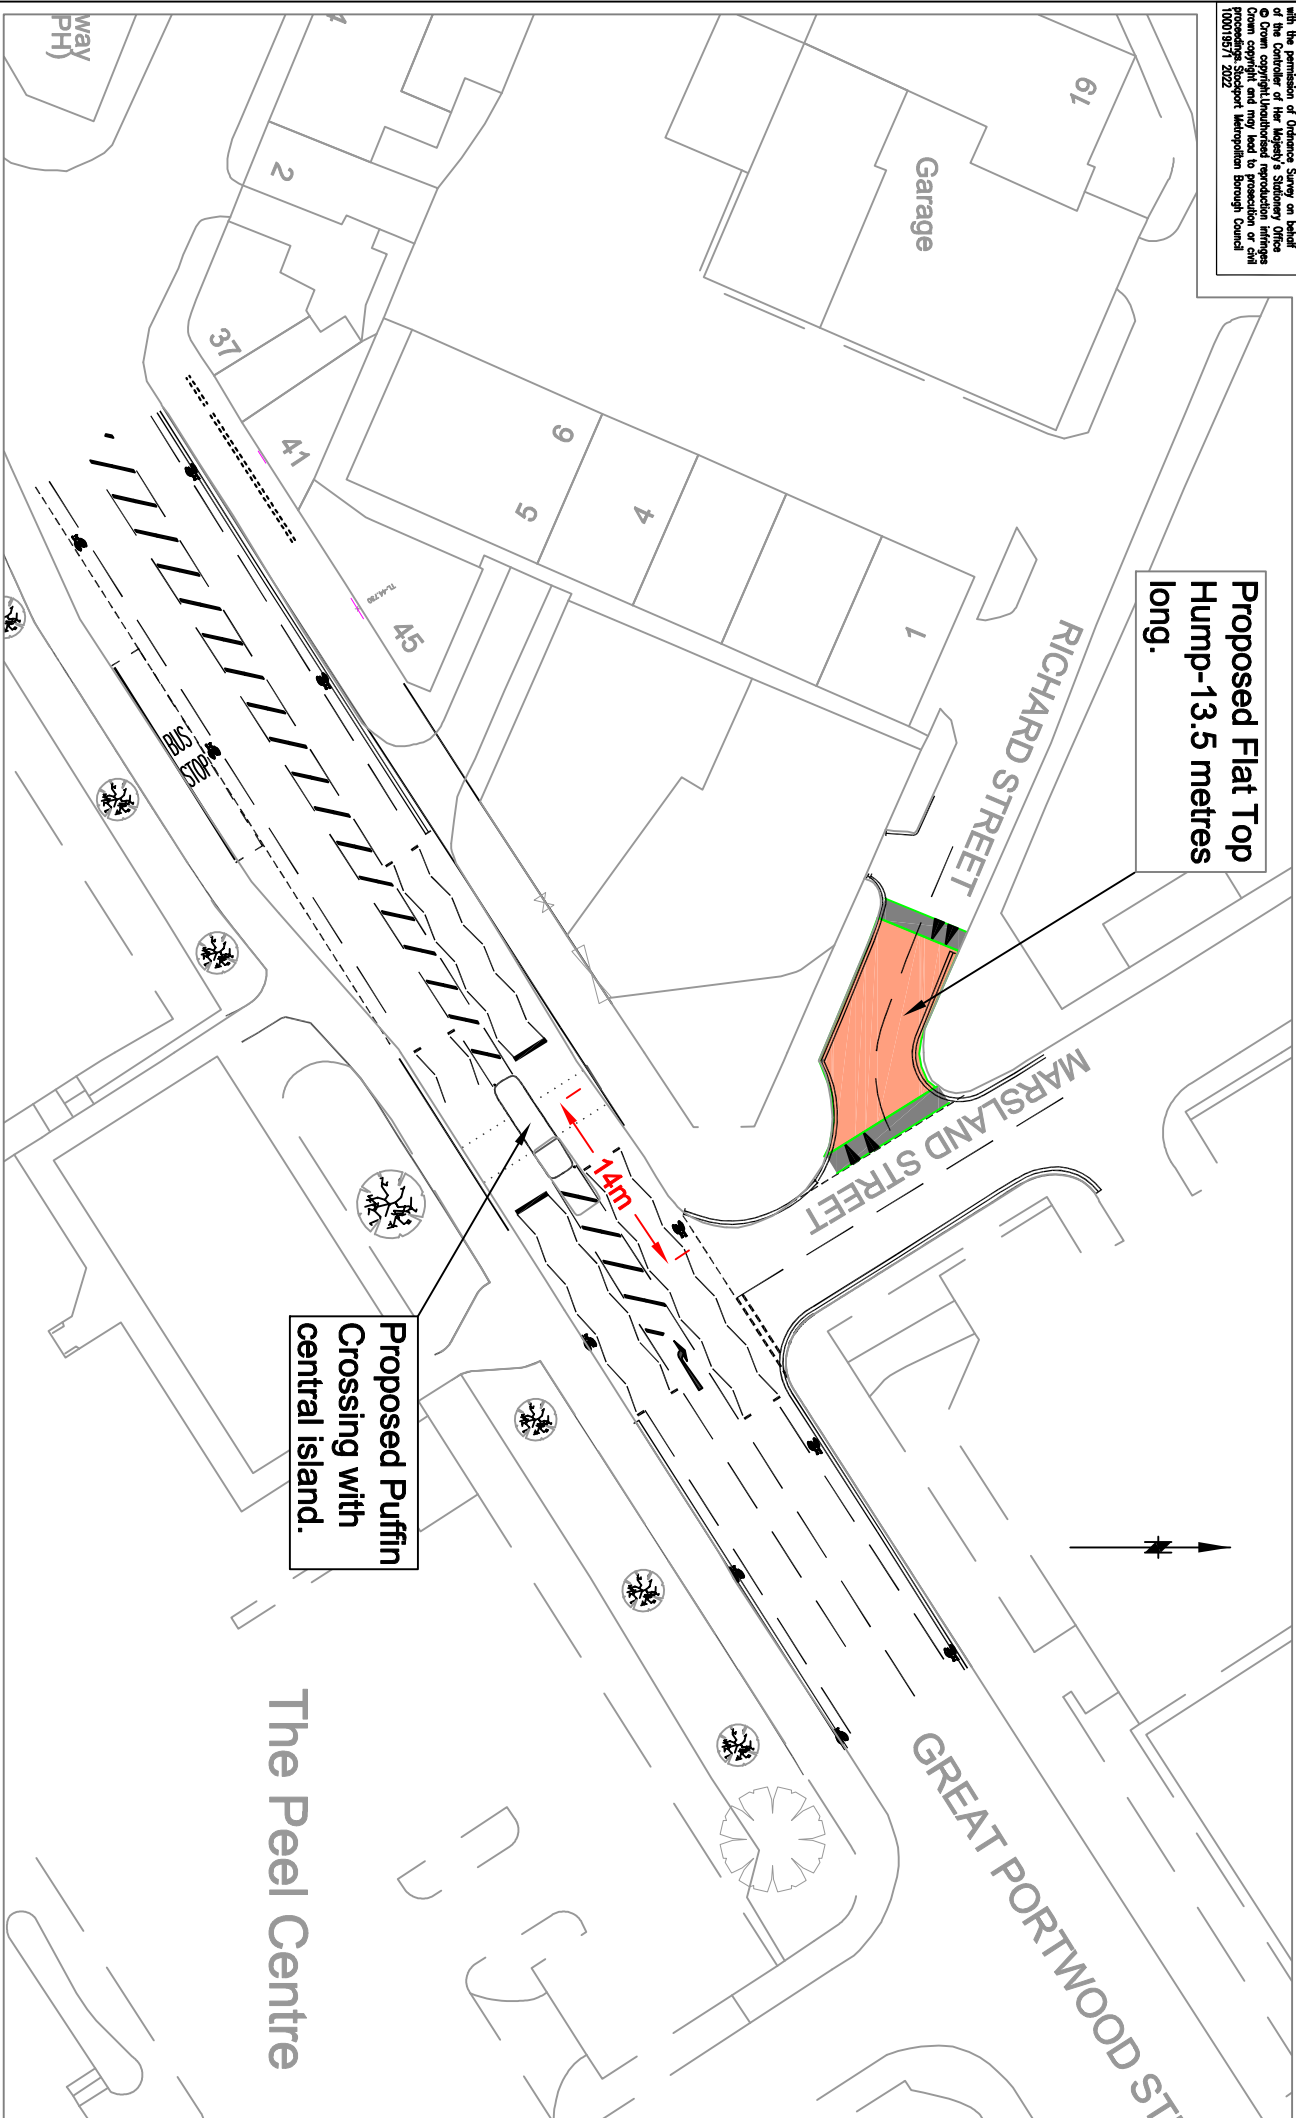 with the permission of Ordnance Survey on behalf
of the Controller of Her Majesty's Stationery Office
© Crown copyright.Unauthorised reproduction infringes
Crown copyright and may lead to prosecution or civil
proceedings. Stockport Metropolitan Borough Council
100019571 2022
Proposed Flat Top
Hump-13.5 metres
long.
RICHARD STREET
MARSLAND STREET
GREAT PORTWOOD ST
19
Garage
1
4
6
5
2
37
41
45
way
PH)
BUS
STOP
14m
Proposed Puffin
Crossing with
central island.
The Peel Centre